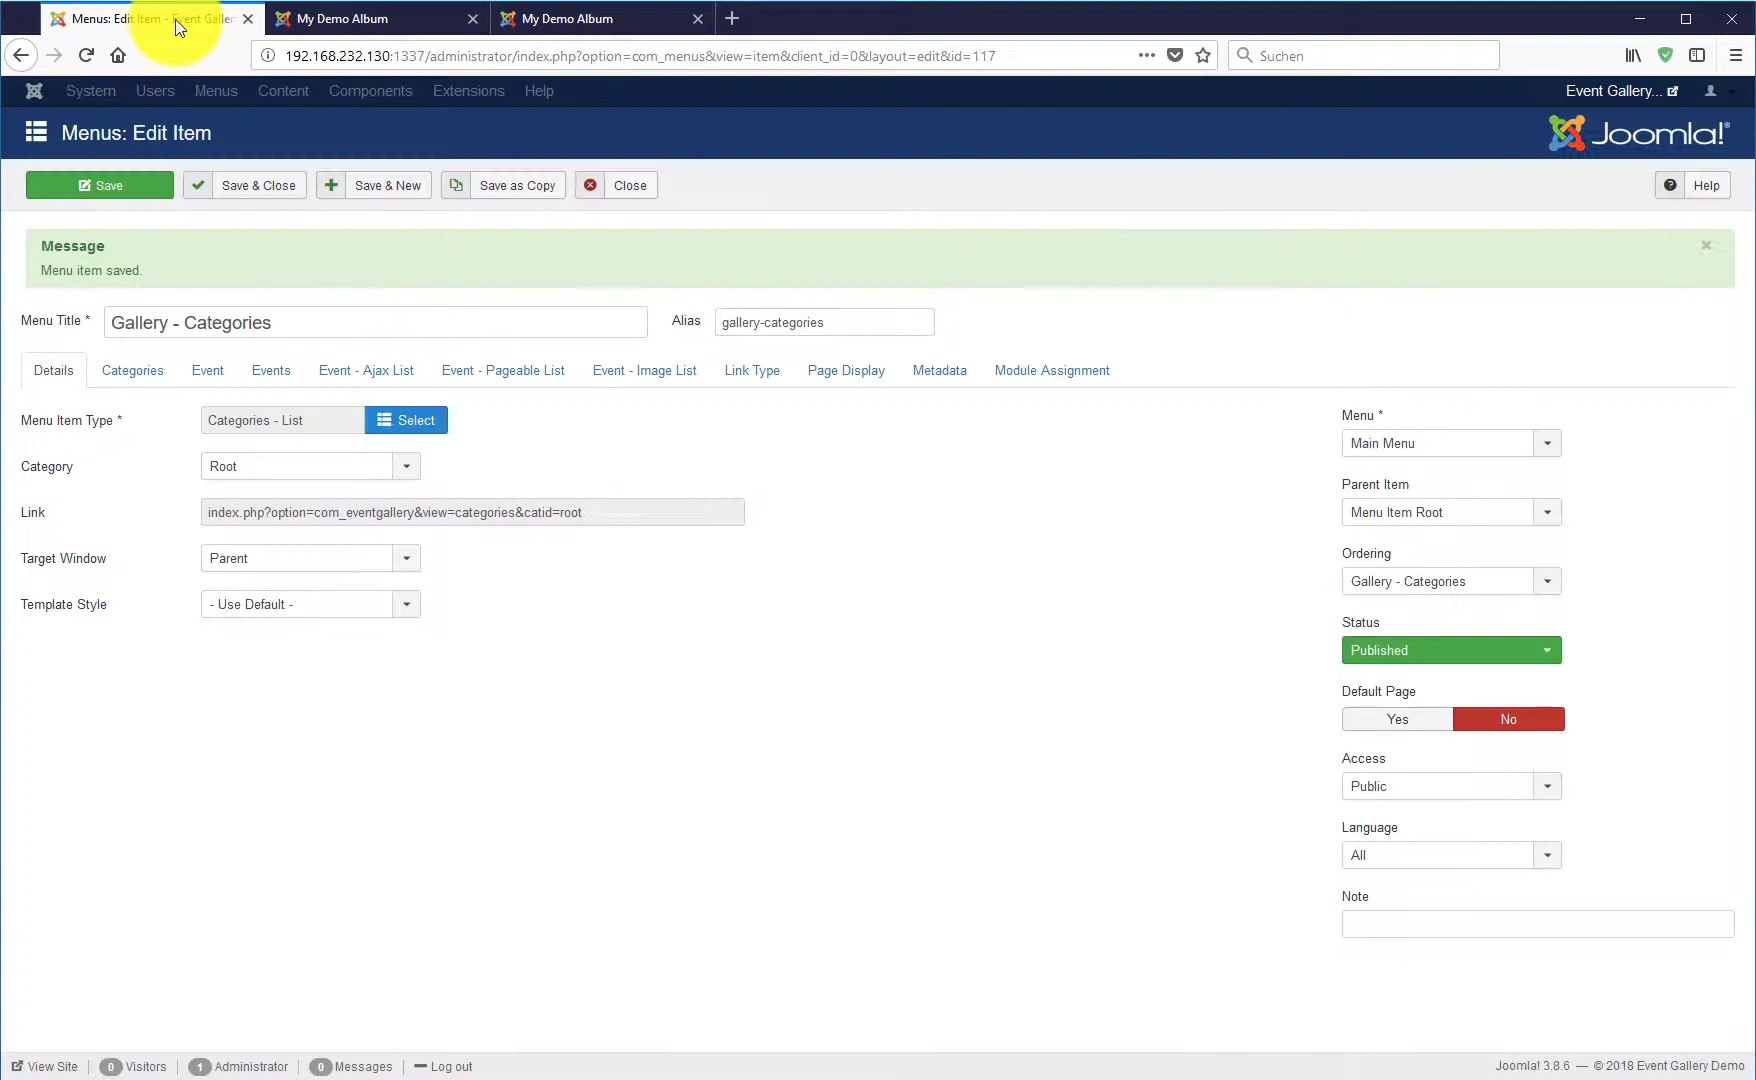 Menus: Edit Item - Event Galler
My Demo Album
My Demo Album
192.168.232.130:1337/administrator/index.php?option=com_menus&view=item&client_id=0&layout=edit&id=117
Suchen
System Users Menus Content Components Extensions Help
Event Gallery...
Menus: Edit Item
Joomla!®
Save
Save & Close
Save & New
Save as Copy
Close
Help
Message
Menu item saved.
Menu Title *
Gallery - Categories
Alias
gallery-categories
Details Categories Event Events Event - Ajax List Event - Pageable List Event - Image List Link Type Page Display Metadata Module Assignment
Menu Item Type *
Categories - List
Select
Category
Root
Link
index.php?option=com_eventgallery&view=categories&catid=root
Target Window
Parent
Template Style
- Use Default -
Menu *
Main Menu
Parent Item
Menu Item Root
Ordering
Gallery - Categories
Status
Published
Default Page
Yes
No
Access
Public
Language
All
Note
View Site
0 Visitors
1 Administrator
0 Messages
Log out
Joomla! 3.8.6 — © 2018 Event Gallery Demo